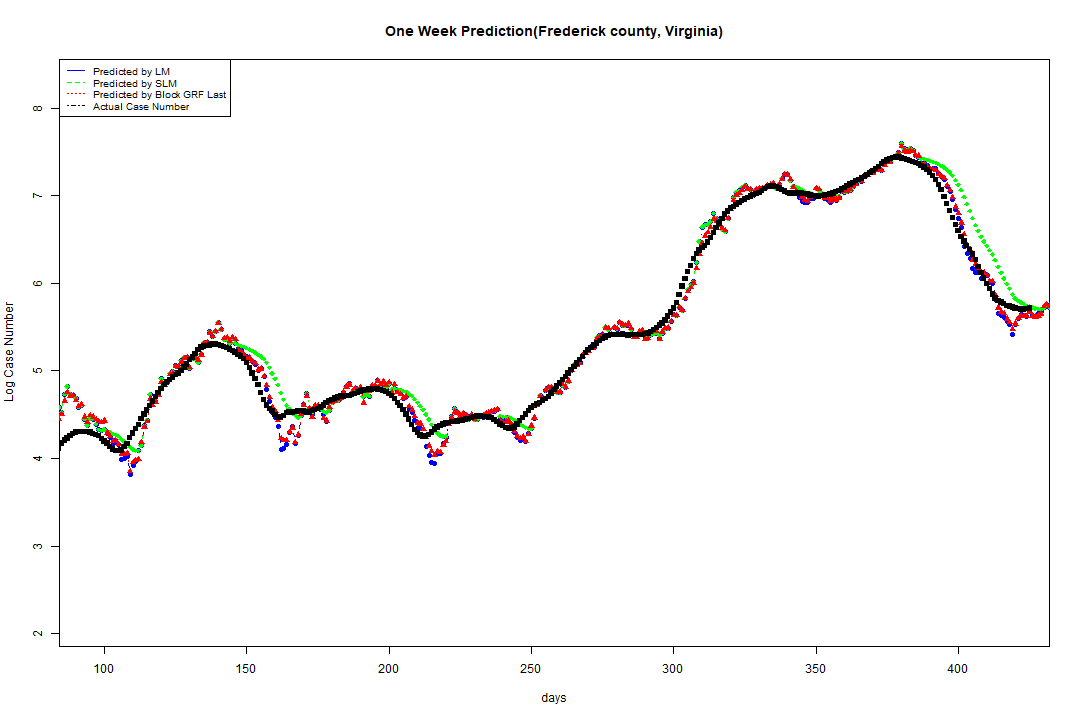 One Week Prediction(Frederick county, Virginia)
Predicted by LM
Predicted by SLM
Predicted by Block GRF Last
Actual Case Number
8
7
6
5
4
3
2
Log Case Number
100 150 200 250 300 350 400
days